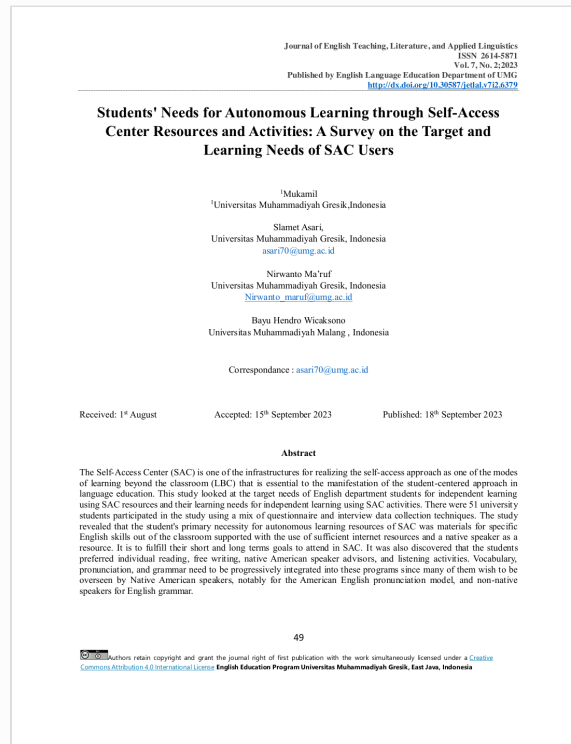 Journal of English Teaching, Literature, and Applied Linguistics
ISSN 2614-5871
Vol. 7, No. 2;2023
Published by English Language Education Department of UMG
http://dx.doi.org/10.30587/jetlal.v7i2.6379
Students' Needs for Autonomous Learning through Self-Access
Center Resources and Activities: A Survey on the Target and
Learning Needs of SAC Users
1Mukamil
1Universitas Muhammadiyah Gresik,Indonesia
Slamet Asari,
Universitas Muhammadiyah Gresik, Indonesia
asari70@umg.ac.id
Nirwanto Ma'ruf
Universitas Muhammadiyah Gresik, Indonesia
Nirwanto_maruf@umg.ac.id
Bayu Hendro Wicaksono
Universitas Muhammadiyah Malang , Indonesia
Correspondance : asari70@umg.ac.id
Received: 1st August Accepted: 15th September 2023 Published: 18th September 2023
Abstract
The Self-Access Center (SAC) is one of the infrastructures for realizing the self-access approach as one of the modes
of learning beyond the classroom (LBC) that is essential to the manifestation of the student-centered approach in
language education. This study looked at the target needs of English department students for independent learning
using SAC resources and their learning needs for independent learning using SAC activities. There were 51 university
students participated in the study using a mix of questionnaire and interview data collection techniques. The study
revealed that the student's primary necessity for autonomous learning resources of SAC was materials for specific
English skills out of the classroom supported with the use of sufficient internet resources and a native speaker as a
resource. It is to fulfill their short and long terms goals to attend in SAC. It was also discovered that the students
preferred individual reading, free writing, native American speaker advisors, and listening activities. Vocabulary,
pronunciation, and grammar need to be progressively integrated into these programs since many of them wish to be
overseen by Native American speakers, notably for the American English pronunciation model, and non-native
speakers for English grammar.
49
Authors retain copyright and grant the journal right of first publication with the work simultaneously licensed under a Creative
Commons Attribution 4.0 International License English Education Program Universitas Muhammadiyah Gresik, East Java, Indonesia